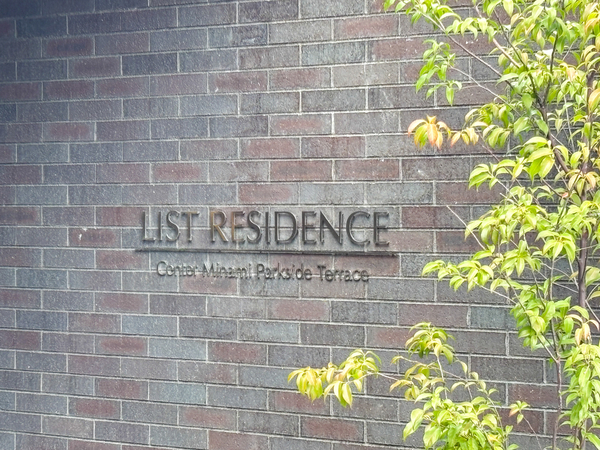 LIST RESIDENCE
Center-Minami Parkside Terrace